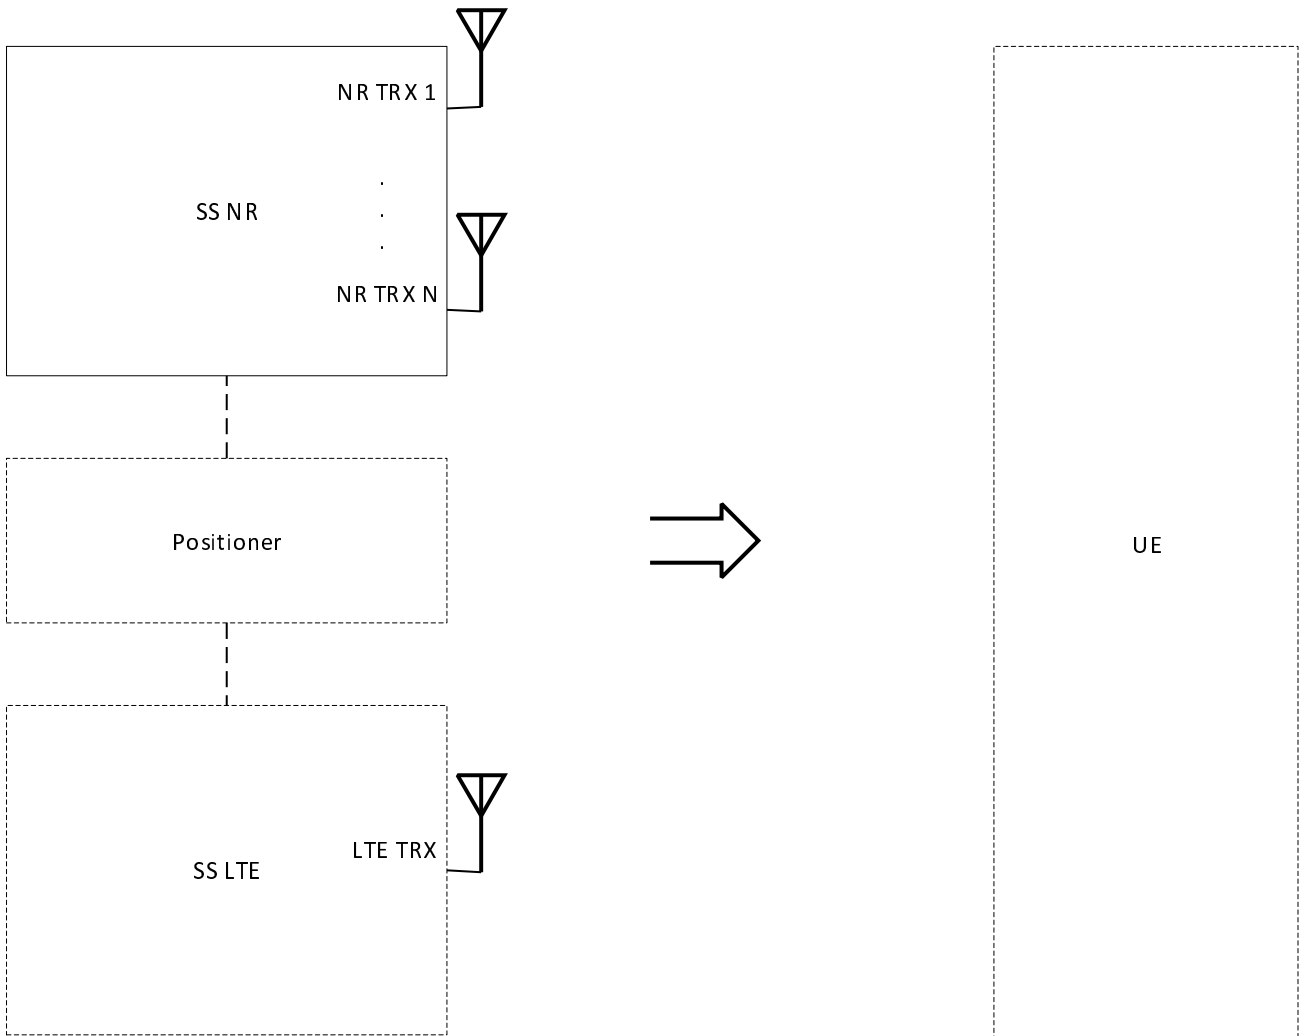 NR TRX 1
.
SS NR
.
.
NR TRX N
Positioner
UE
LTE TRX
SS LTE